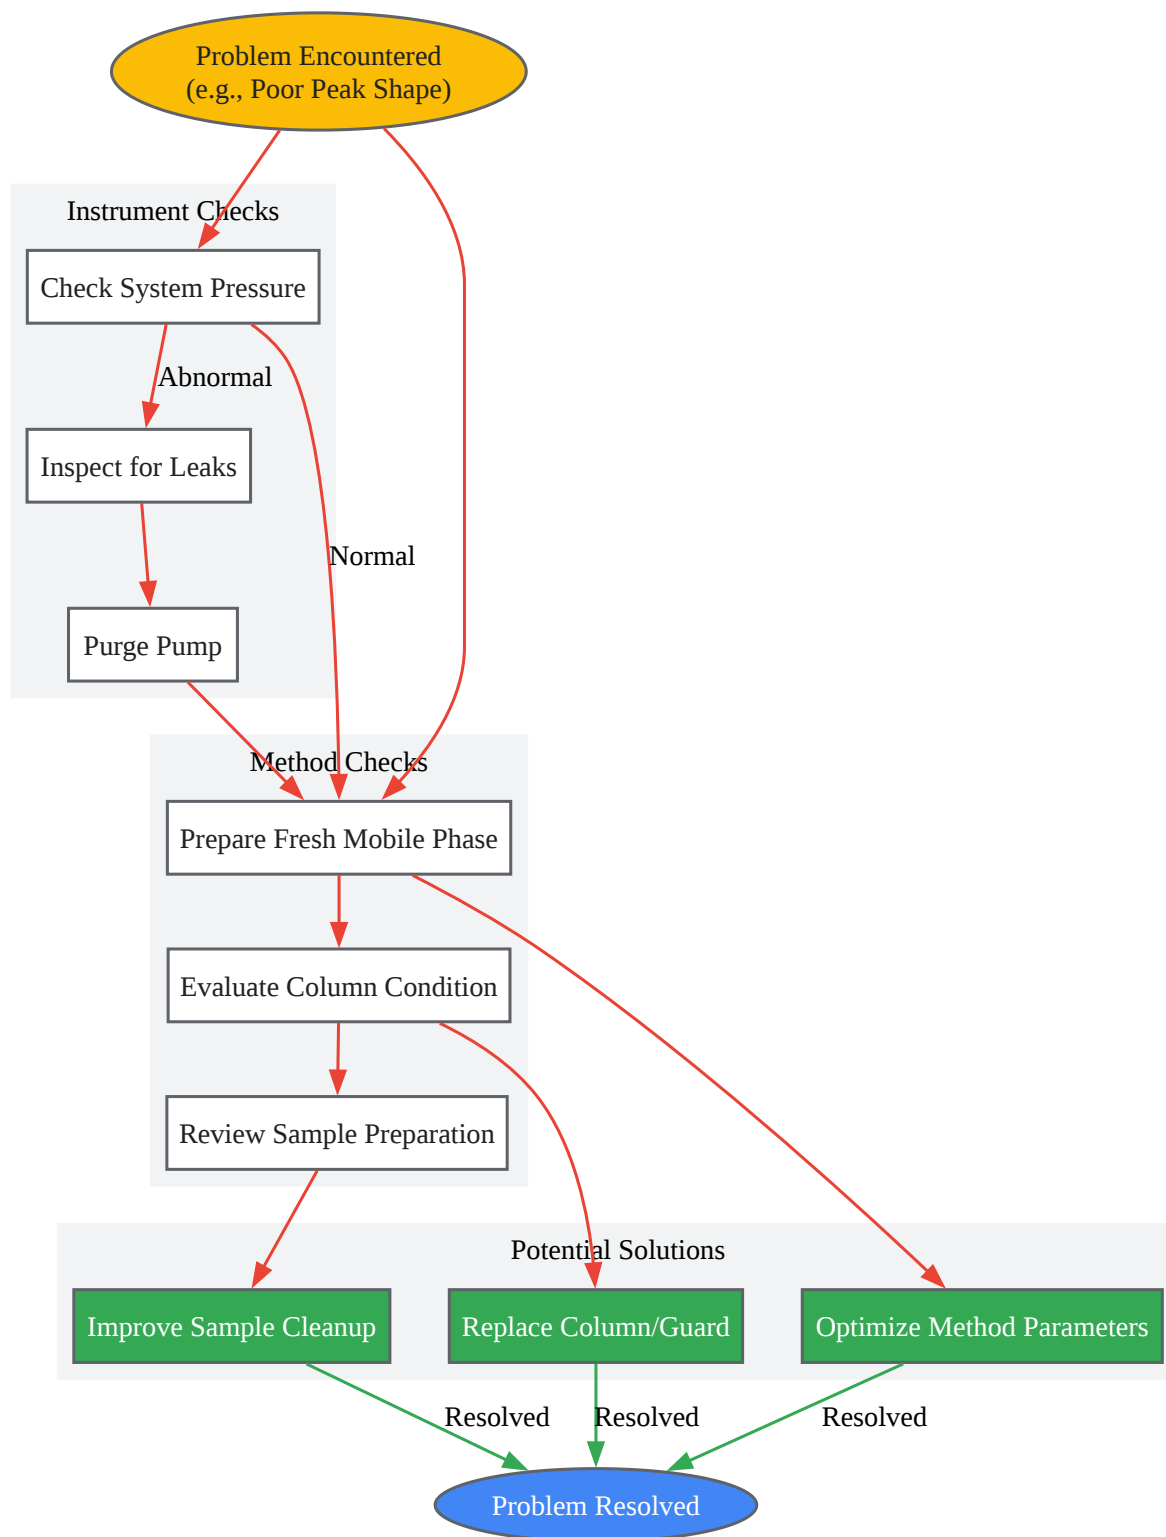 Problem Encountered
(e.g., Poor Peak Shape)
Instrument Checks
Check System Pressure
Abnormal
Inspect for Leaks
Normal
Purge Pump
Method Checks
Prepare Fresh Mobile Phase
Evaluate Column Condition
Review Sample Preparation
Potential Solutions
Improve Sample Cleanup
Replace Column/Guard
Optimize Method Parameters
Resolved
Resolved
Resolved
Problem Resolved